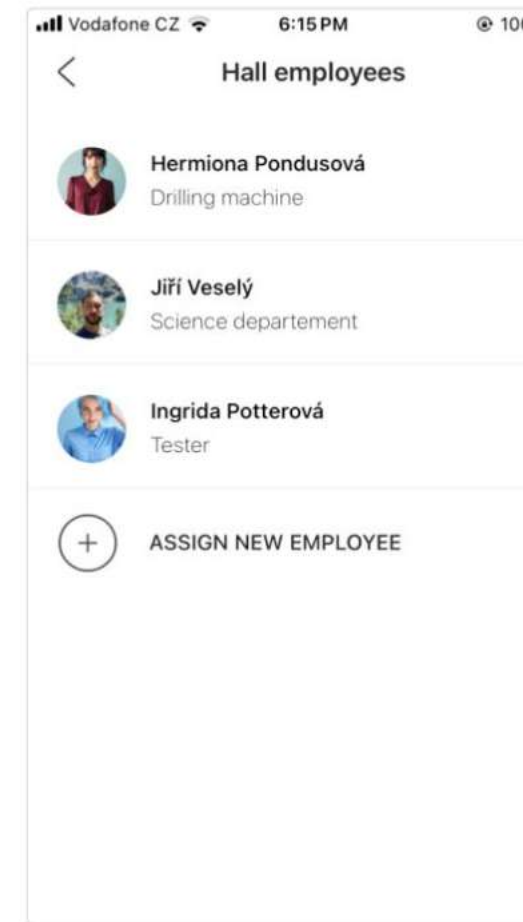 Vodafone CZ 6:15 PM 100
Hall employees
Hermiona Pondusová
Drilling machine
Jiří Veselý
Science departement
Ingrida Potterová
Tester
ASSIGN NEW EMPLOYEE